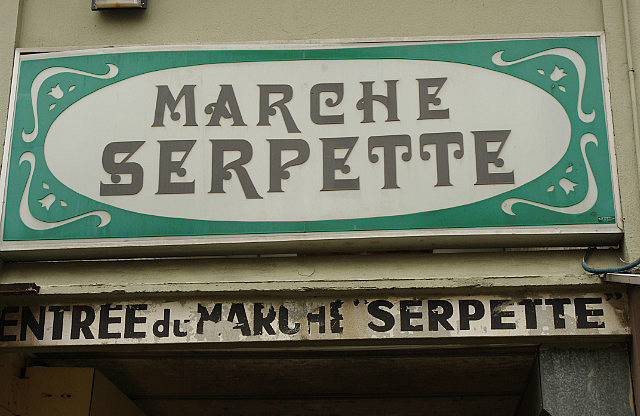 MARCHE
SERPETTE
ENTRÉE du MARCHE "SERPETTE"